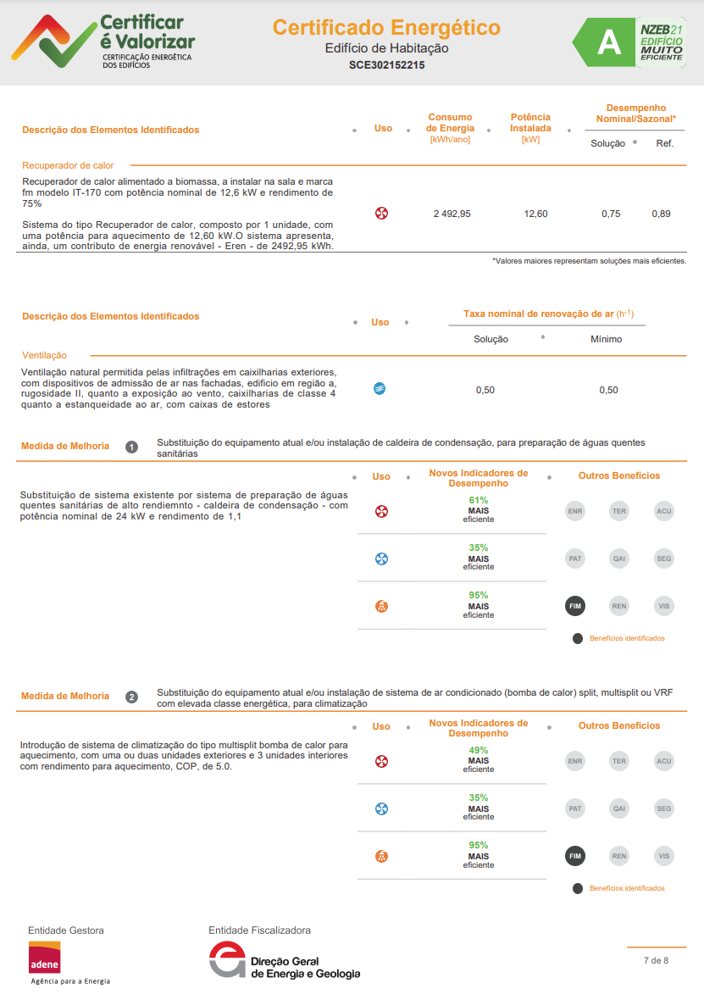 Certificar
é Valorizar
CERTIFICAÇÃO ENERGÉTICA
DOS EDIFÍCIOS
Certificado Energético
Edifício de Habitação
SCE302152215
A
NZEB21
EDIFÍCIO
MUITO
EFICIENTE
Descrição dos Elementos Identificados
Uso
Consumo
de Energia
[kWh/ano]
Potência
Instalada
[kW]
Desempenho
Nominal/Sazonal*
Solução
Ref.
Recuperador de calor
Recuperador de calor alimentado a biomassa, a instalar na sala e marca
fm modelo IT-170 com potência nominal de 12,6 kW e rendimento de
75%
Sistema do tipo Recuperador de calor, composto por 1 unidade, com
uma potência para aquecimento de 12,60 kW.O sistema apresenta,
ainda, um contributo de energia renovável - Eren - de 2492,95 kWh.
2 492,95
12,60
0,75
0,89
*Valores maiores representam soluções mais eficientes.
Descrição dos Elementos Identificados
Uso
Taxa nominal de renovação de ar (h-1)
Solução
Mínimo
Ventilação
Ventilação natural permitida pelas infiltrações em caixilharias exteriores,
com dispositivos de admissão de ar nas fachadas, edificio em região a,
rugosidade II, quanto a exposição ao vento, caixilharias de classe 4
quanto a estanqueidade ao ar, com caixas de estores
0,50
0,50
Medida de Melhoria
1
Substituição do equipamento atual e/ou instalação de caldeira de condensação, para preparação de águas quentes
sanitárias
Uso
Novos Indicadores de
Desempenho
Outros Benefícios
Substituição de sistema existente por sistema de preparação de águas
quentes sanitárias de alto rendiemnto - caldeira de condensação - com
potência nominal de 24 kW e rendimento de 1,1
61%
MAIS
eficiente
ENR
TER
ACU
35%
MAIS
eficiente
PAT
QAI
SEG
95%
MAIS
eficiente
FIM
REN
VIS
Benefícios identificados
Medida de Melhoria
2
Substituição do equipamento atual e/ou instalação de sistema de ar condicionado (bomba de calor) split, multisplit ou VRF
com elevada classe energética, para climatização
Uso
Novos Indicadores de
Desempenho
Outros Benefícios
Introdução de sistema de climatização do tipo multisplit bomba de calor para
aquecimento, com uma ou duas unidades exteriores e 3 unidades interiores
com rendimento para aquecimento, COP, de 5.0.
49%
MAIS
eficiente
ENR
TER
ACU
35%
MAIS
eficiente
PAT
QAI
SEG
95%
MAIS
eficiente
FIM
REN
VIS
Benefícios identificados
Entidade Gestora
adene
Agência para a Energia
Entidade Fiscalizadora
Direção Geral
de Energia e Geologia
7 de 8